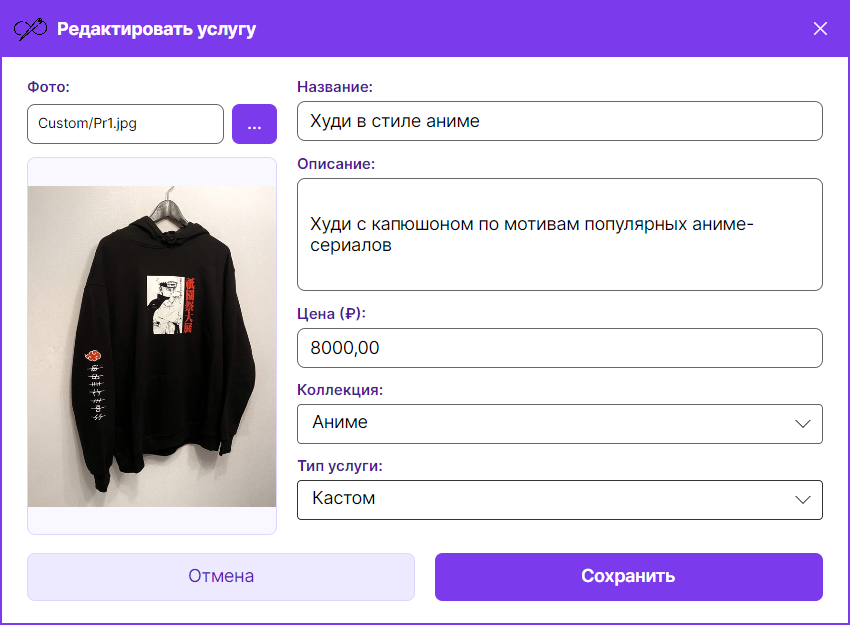 Редактировать услугу
Фото:
Custom/Pr1.jpg
...
Название:
Худи в стиле аниме
Описание:
Худи с капюшоном по мотивам популярных аниме-
сериалов
Цена (₽):
8000,00
Коллекция:
Аниме
Тип услуги:
Кастом
Отмена
Сохранить